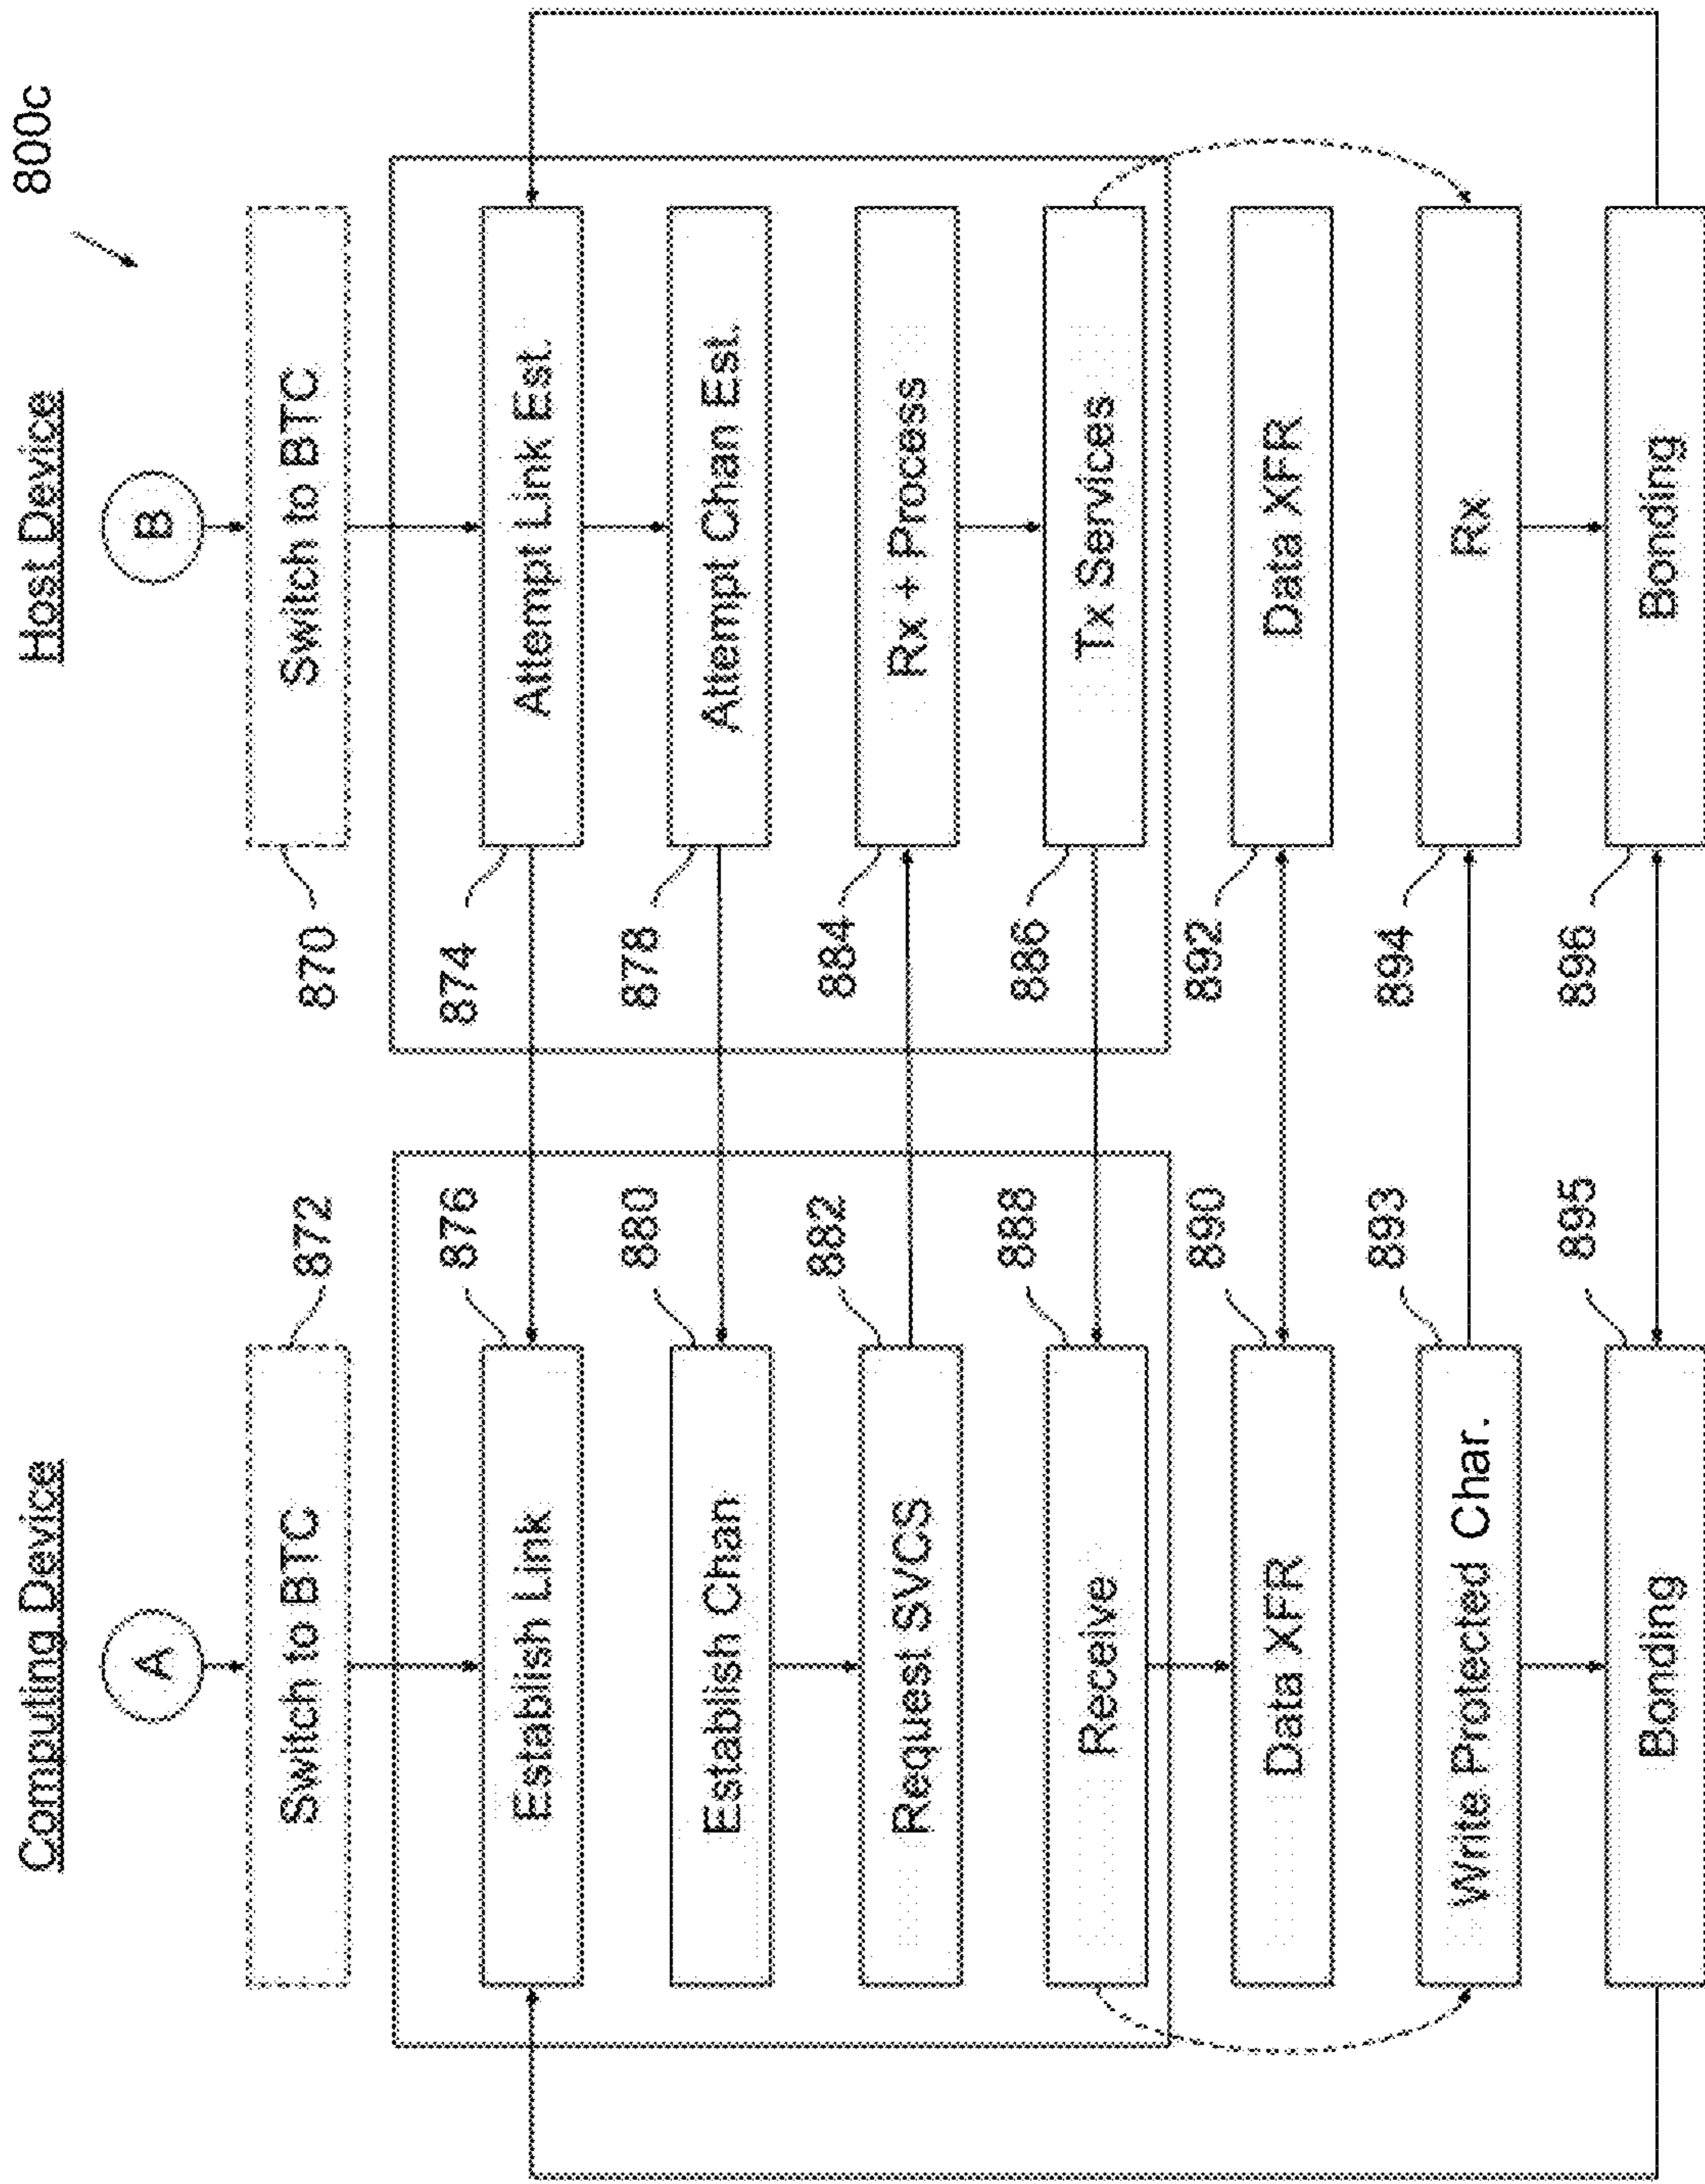 800c
Computing Device
Host Device
A
B
Switch to BTC
872
870
Switch to BTC
Establish Link
876
874
Attempt Link Est.
Establish Chan
880
878
Attempt Chan Est.
Request SVCS
882
884
Rx + Process
Receive
888
886
Tx Services
Data XFR
890
892
Data XFR
Write Protected Char.
893
894
Rx
Bonding
895
896
Bonding